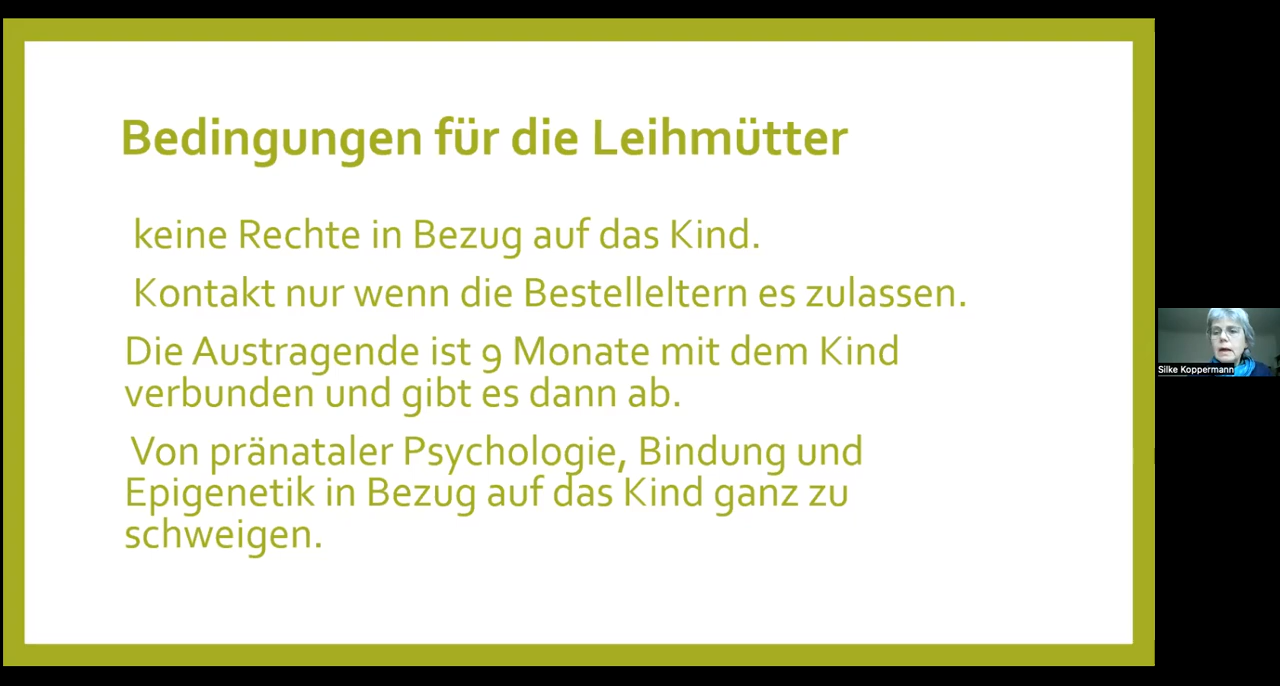 Bedingungen für die Leihmütter
keine Rechte in Bezug auf das Kind.
Kontakt nur wenn die Bestelleltern es zulassen.
Die Austragende ist 9 Monate mit dem Kind
verbunden und gibt es dann ab.
Von pränataler Psychologie, Bindung und
Epigenetik in Bezug auf das Kind ganz zu
schweigen.
Silke Koppermann